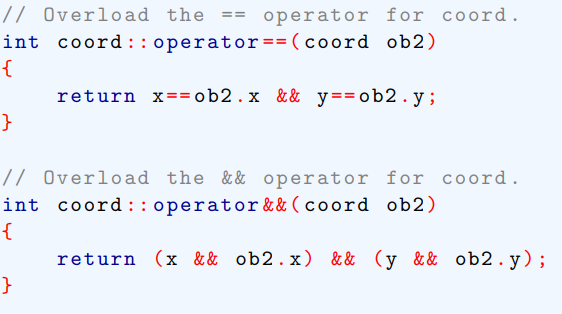 // Overload the == operator for coord.
int coord::operator==(coord ob2)
{
    return x==ob2.x && y==ob2.y;
}

// Overload the && operator for coord.
int coord::operator&&(coord ob2)
{
    return (x && ob2.x) && (y && ob2.y);
}